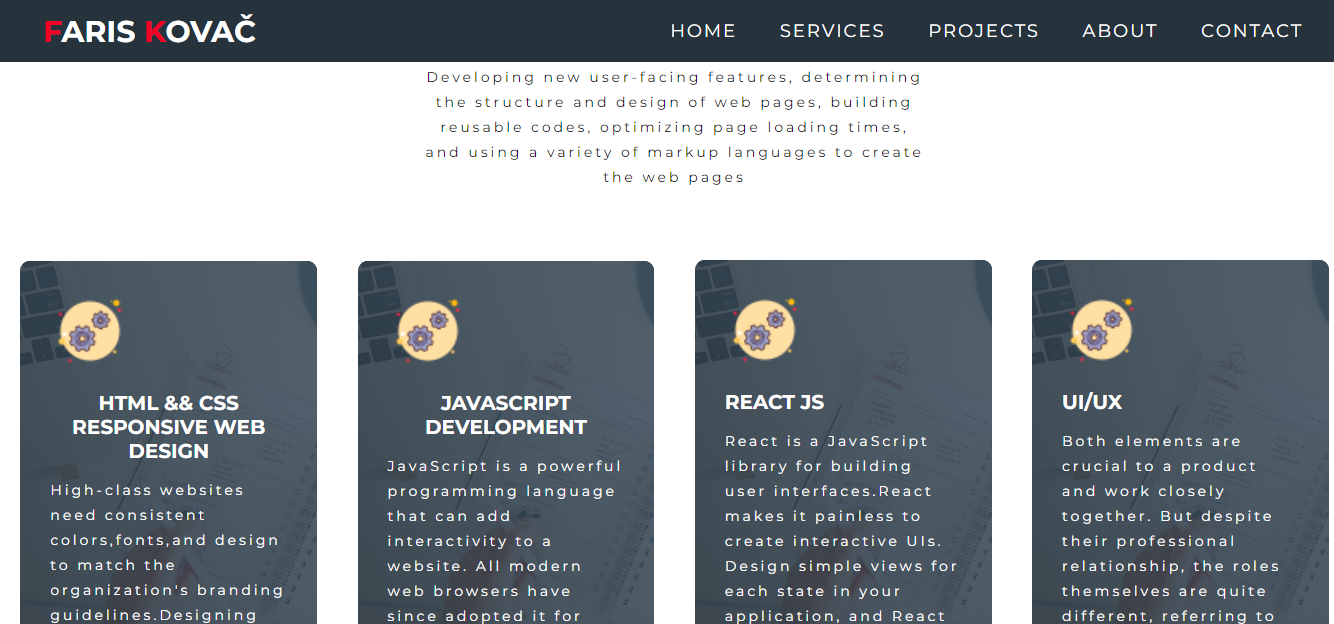 FARIS KOVAČ
HOME SERVICES PROJECTS ABOUT CONTACT
Developing new user-facing features, determining
the structure and design of web pages, building
reusable codes, optimizing page loading times,
and using a variety of markup languages to create
the web pages
HTML && CSS
RESPONSIVE WEB
DESIGN
High-class websites
need consistent
colors,fonts,and design
to match the
organization's branding
guidelines.Designing
JAVASCRIPT
DEVELOPMENT
JavaScript is a powerful
programming language
that can add
interactivity to a
website. All modern
web browsers have
since adopted it for
REACT JS
React is a JavaScript
library for building
user interfaces.React
makes it painless to
create interactive UIs.
Design simple views for
each state in your
application, and React
UI/UX
Both elements are
crucial to a product
and work closely
together. But despite
their professional
relationship, the roles
themselves are quite
different, referring to